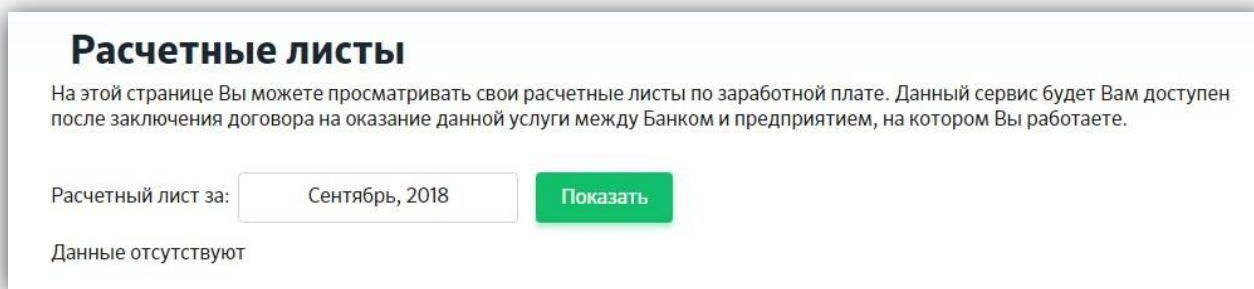 Расчетные листы
На этой странице Вы можете просматривать свои расчетные листы по заработной плате. Данный сервис будет Вам доступен
после заключения договора на оказание данной услуги между Банком и предприятием, на котором Вы работаете.
Расчетный лист за: Сентябрь, 2018 Показать
Данные отсутствуют